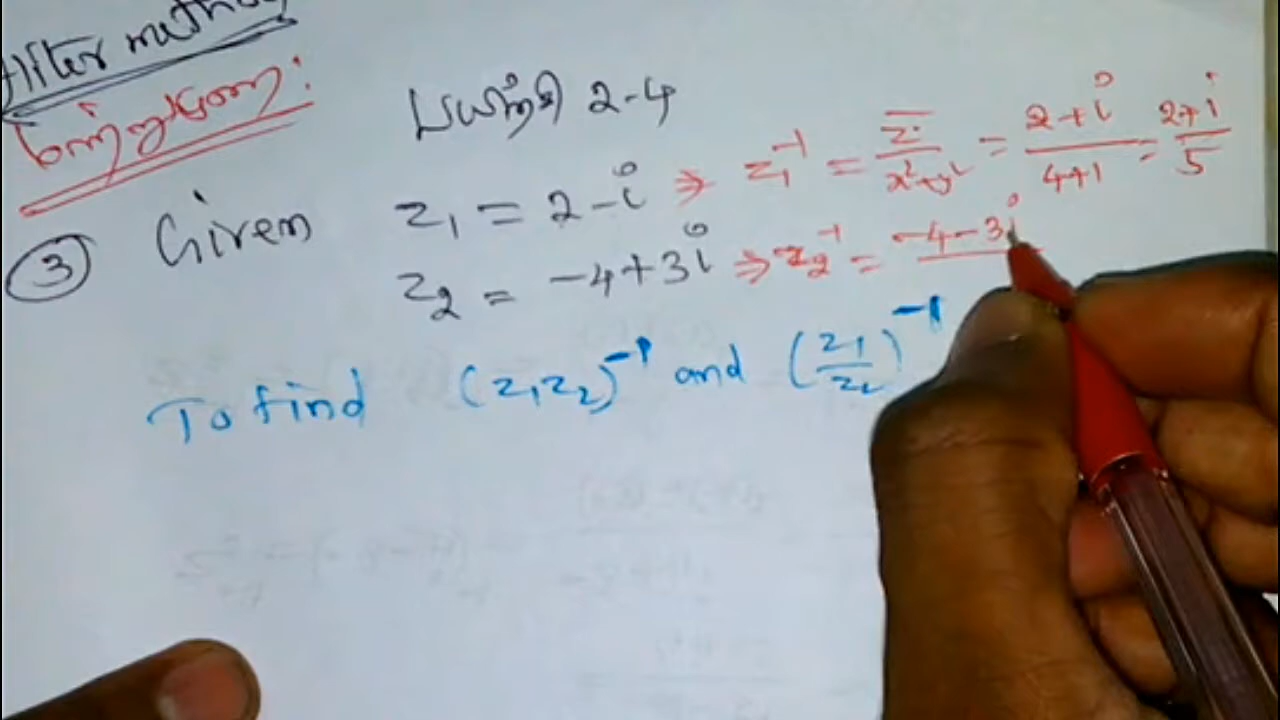 method
மாற்றுமுறை:
பயிற்சி 2-4
③ Given z₁ = 2-i ⇒ z₁⁻¹ = z̄/(x²+y²) = (2+i)/(4+1) = (2+i)/5
z₂ = -4+3i ⇒ z₂⁻¹ = -4-3i
To find (z₁z₂)⁻¹ and (z₁/z₂)⁻¹